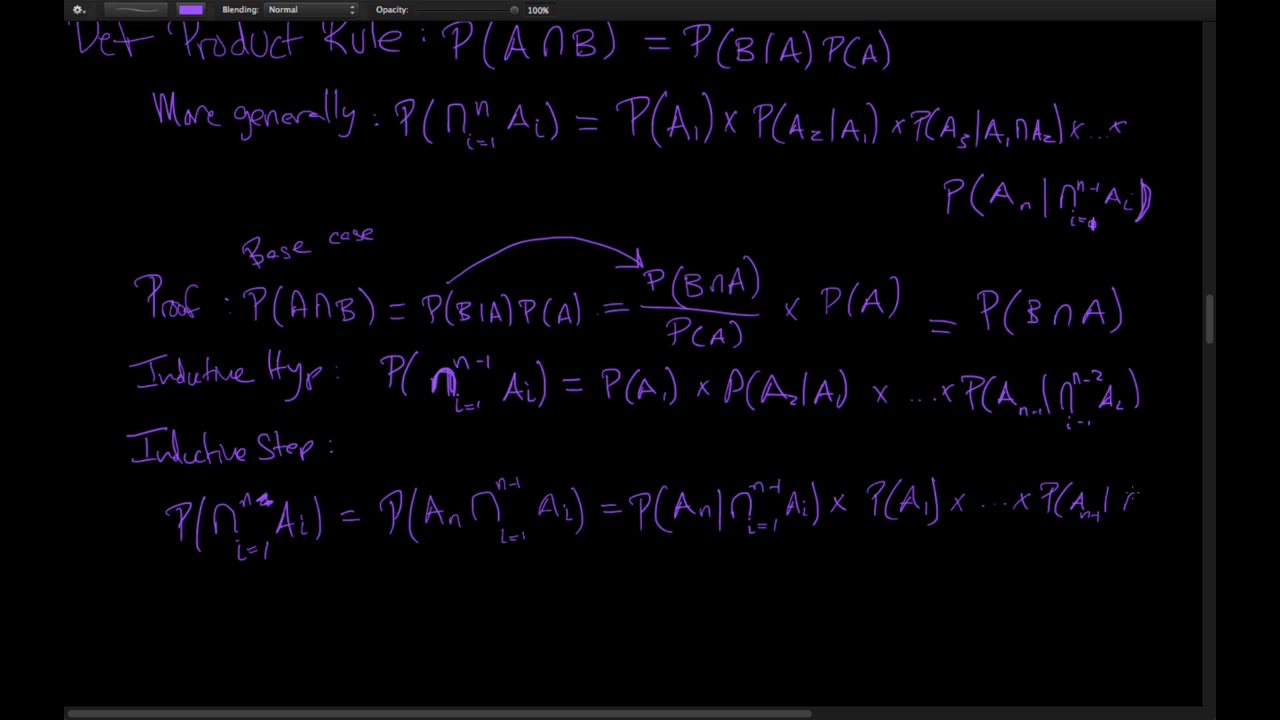 Blending: Normal Opacity: 100%
Def Product Rule : P(A∩B) = P(B|A)P(A)
More generally : P(∩ⁿᵢ₌₁ Aᵢ) = P(A₁) × P(A₂|A₁) × P(A₃|A₁∩A₂) × ... ×
P(Aₙ | ∩ⁿ⁻¹ᵢ₌₁ Aᵢ)
Base case
Proof : P(A∩B) = P(B|A)P(A) = P(B∩A) / P(A) × P(A) = P(B∩A)
Inductive Hyp : P(∩ⁿ⁻¹ᵢ₌₁ Aᵢ) = P(A₁) × P(A₂|A₁) × ... × P(Aₙ₋₁|∩ⁿ⁻²ᵢ₌₁ Aᵢ)
Inductive Step :
P(∩ⁿᵢ₌₁ Aᵢ) = P(Aₙ ∩ⁿ⁻¹ᵢ₌₁ Aᵢ) = P(Aₙ|∩ⁿ⁻¹ᵢ₌₁ Aᵢ) × P(A₁) × ... × P(Aₙ₋₁|